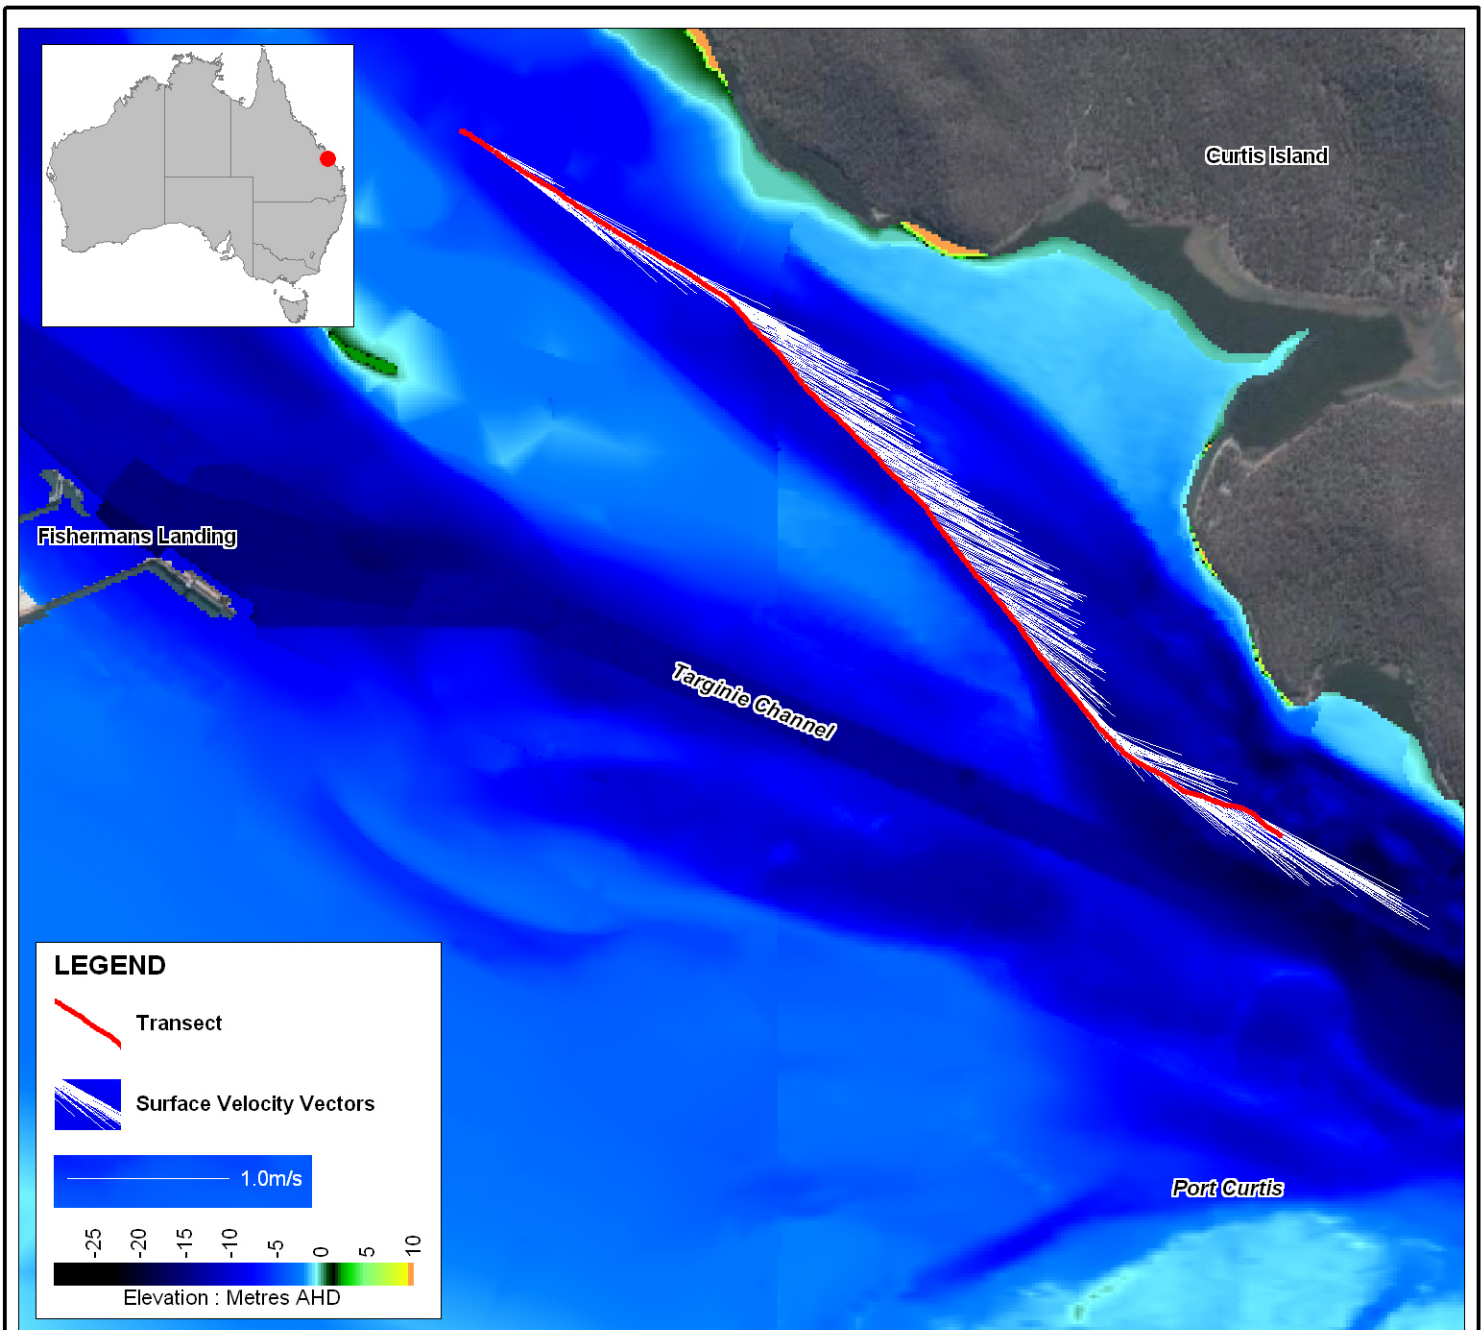 Curtis Island
Fishermans Landing
Targinie Channel
Port Curtis
LEGEND
Transect
Surface Velocity Vectors
1.0m/s
-25 -20 -15 -10 -5 0 5 10
Elevation : Metres AHD